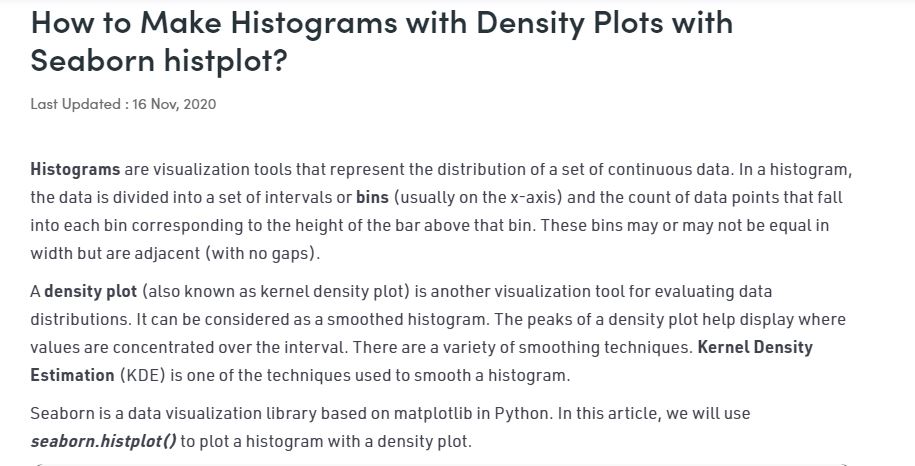 How to Make Histograms with Density Plots with
Seaborn histplot?
Last Updated : 16 Nov, 2020
Histograms are visualization tools that represent the distribution of a set of continuous data. In a histogram,
the data is divided into a set of intervals or bins (usually on the x-axis) and the count of data points that fall
into each bin corresponding to the height of the bar above that bin. These bins may or may not be equal in
width but are adjacent (with no gaps).
A density plot (also known as kernel density plot) is another visualization tool for evaluating data
distributions. It can be considered as a smoothed histogram. The peaks of a density plot help display where
values are concentrated over the interval. There are a variety of smoothing techniques. Kernel Density
Estimation (KDE) is one of the techniques used to smooth a histogram.
Seaborn is a data visualization library based on matplotlib in Python. In this article, we will use
seaborn.histplot() to plot a histogram with a density plot.